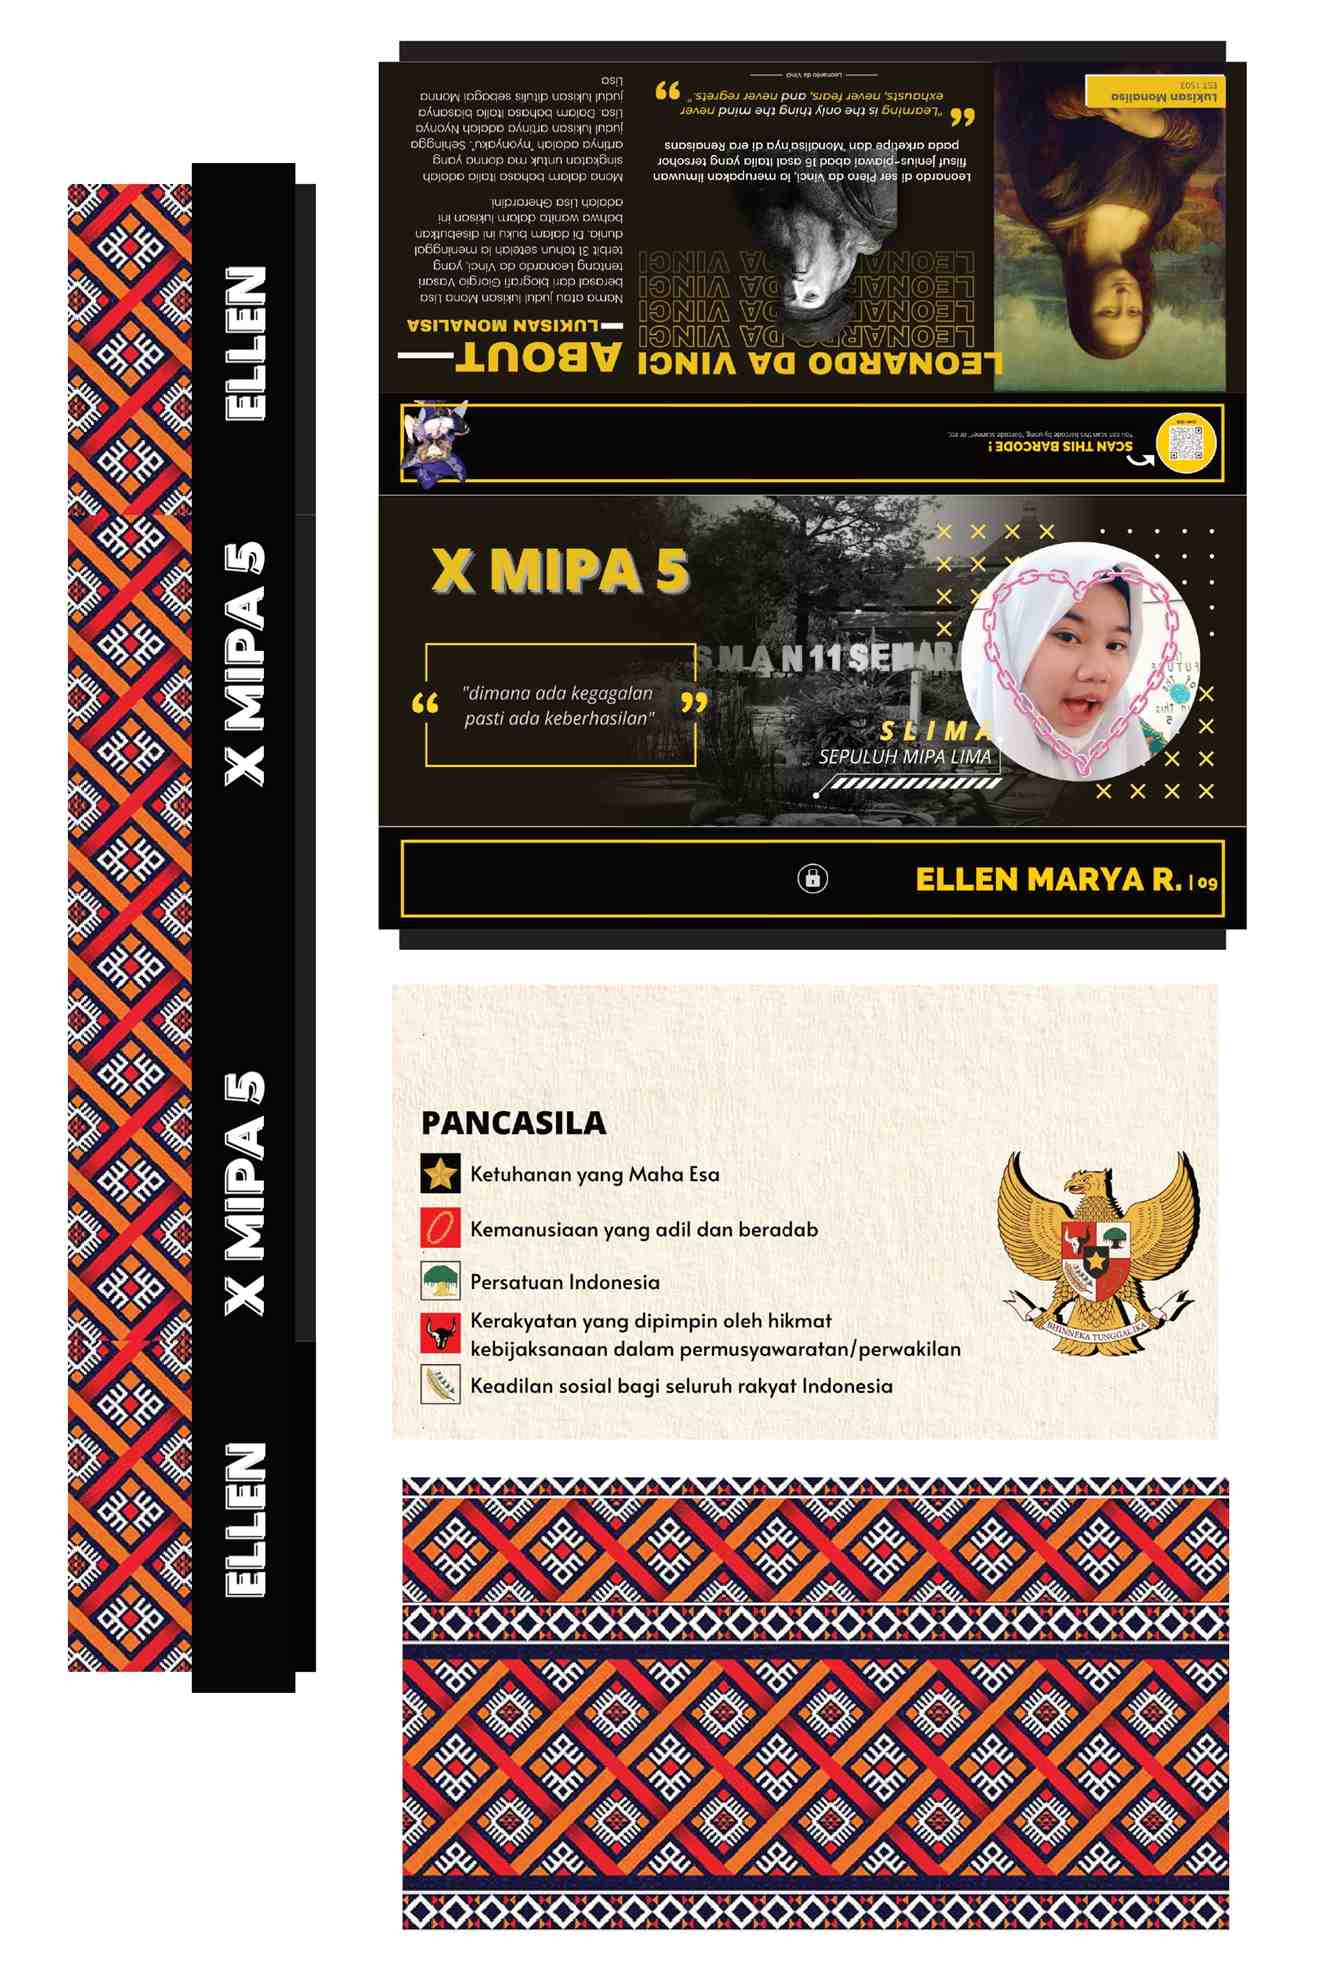 ELLEN
X MIPA 5
X MIPA 5
ELLEN
Lukisan Monalisa
EST 1503
LEONARDO DA VINCI
LEONARDO DA VINCI
LEONARDO DA VINCI
LEONARDO DA VINCI
LEONARDO DA VINCI
Leonardo di ser Piero da Vinci, ia merupakan ilmuwan
filsuf jenius-piawai abad 16 asal Italia yang tersohor
pada arketipe dan 'Monalisa'nya di era Renaisans
"Learning is the only thing the mind never
exhausts, never fears, and never regrets."
Leonardo da Vinci
ABOUT
LUKISAN MONALISA
Nama atau judul lukisan Mona Lisa
berasal dari biografi Giorgio Vasari
tentang Leonardo da Vinci, yang
terbit 31 tahun setelah ia meninggal
dunia. Di dalam buku ini disebutkan
bahwa wanita dalam lukisan ini
adalah Lisa Gherardini.
Mona dalam bahasa Italia adalah
singkatan untuk ma donna yang
artinya adalah "nyonyaku". Sehingga
judul lukisan artinya adalah Nyonya
Lisa. Dalam bahasa Italia biasanya
judul lukisan ditulis sebagai Monna
Lisa
SCAN THIS BARCODE !
You can scan this barcode by using "barcode scanner" or etc.
X MIPA 5
"dimana ada kegagalan
pasti ada keberhasilan"
SMAN 11 SEMARA
SLIMA
SEPULUH MIPA LIMA
ELLEN MARYA R. | 09
PANCASILA
Ketuhanan yang Maha Esa
Kemanusiaan yang adil dan beradab
Persatuan Indonesia
Kerakyatan yang dipimpin oleh hikmat
kebijaksanaan dalam permusyawaratan/perwakilan
Keadilan sosial bagi seluruh rakyat Indonesia
BHINNEKA TUNGGAL IKA